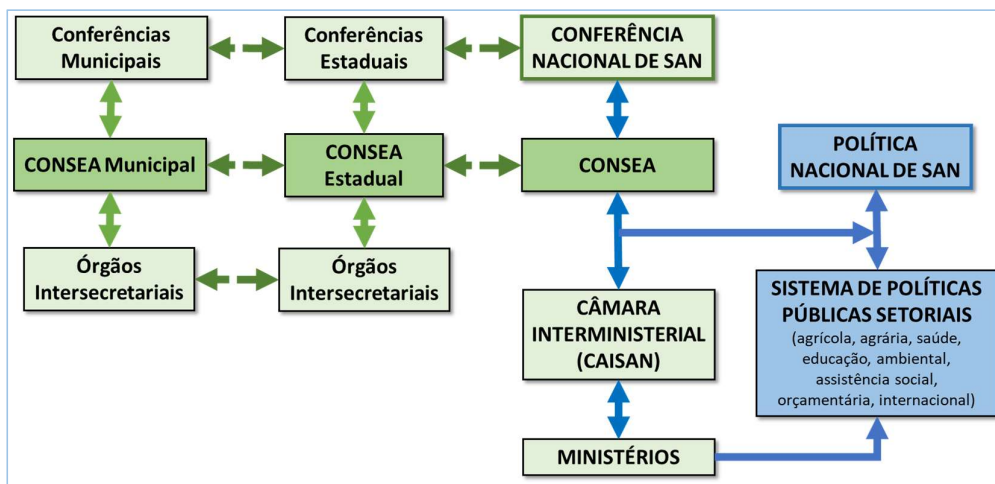 Conferências
Municipais
Conferências
Estaduais
CONFERÊNCIA
NACIONAL DE SAN
CONSEA Municipal
CONSEA
Estadual
CONSEA
POLÍTICA
NACIONAL DE SAN
Órgãos
Intersecretariais
Órgãos
Intersecretariais
CÂMARA
INTERMINISTERIAL
(CAISAN)
SISTEMA DE POLÍTICAS
PÚBLICAS SETORIAIS
(agrícola, agrária, saúde,
educação, ambiental,
assistência social,
orçamentária, internacional)
MINISTÉRIOS